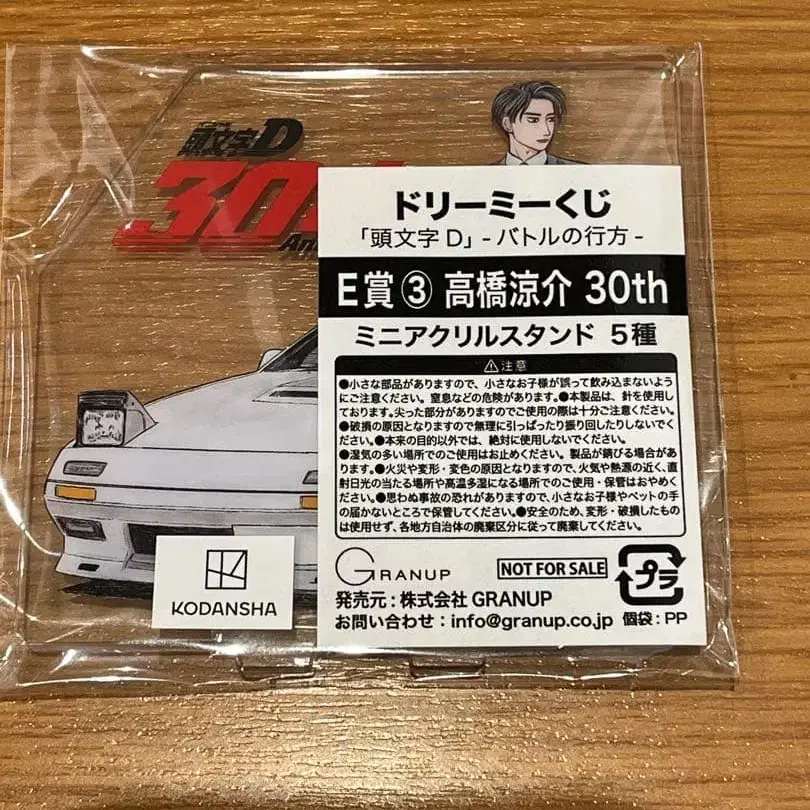 頭文字D
30
An
ドリーミーくじ
「頭文字 D」- バトルの行方 -
E賞 ③ 高橋涼介 30th
ミニアクリルスタンド 5種
⚠注意
●小さな部品がありますので、小さなお子様が誤って飲み込まないよう
にご注意ください。窒息などの危険があります。●本製品は、針を使用し
ております。尖った部分がありますのでご使用の際は十分ご注意ください。
●破損の原因となりますので無理に引っぱったり振り回したりしないでく
ださい。●本来の目的以外では、絶対に使用しないでください。
●湿気の多い場所でのご使用はお止めください。製品が錆びる場合があ
ります。●火災や変形・変色の原因となりますので、火気や熱源の近く、直
射日光の当たる場所や高温多湿になる場所でのご使用・保管はおやめく
ださい。●思わぬ事故の恐れがありますので、小さなお子様やペットの手
の届かないところで保管してください。●安全のため、変形・破損したもの
は使用せず、各地方自治体の廃棄区分に従って廃棄してください。
GRANUP
NOT FOR SALE
プラ
発売元：株式会社 GRANUP
お問い合わせ：info@granup.co.jp
個袋：PP
KODANSHA